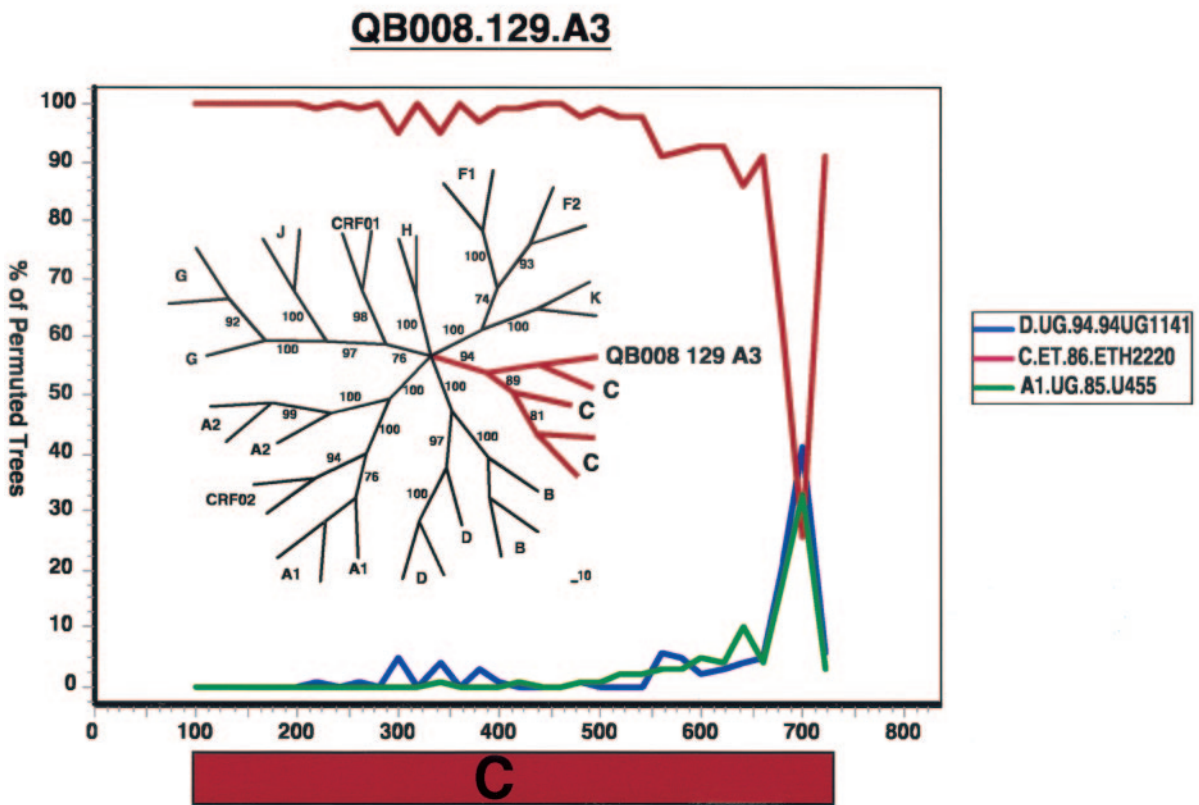 QB008.129.A3
% of Permuted Trees
100
90
80
70
60
50
40
30
20
10
0
0 100 200 300 400 500 600 700 800
F1
F2
J
CRF01
H
G
100
93
K
74
100
98
100
100
100
92
G
100
97
76
94
QB008 129 A3
89
C
100
100
C
81
A2
99
100
A2
100
97
100
C
94
76
CRF02
100
B
D
B
A1
A1
D
_10
D.UG.94.94UG1141
C.ET.86.ETH2220
A1.UG.85.U455
C